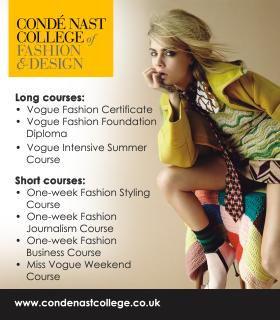 CONDÉ NAST
COLLEGE of
FASHION
& DESIGN
Long courses:
• Vogue Fashion Certificate
• Vogue Fashion Foundation
Diploma
• Vogue Intensive Summer
Course
Short courses:
• One-week Fashion Styling
Course
• One-week Fashion
Journalism Course
• One-week Fashion
Business Course
• Miss Vogue Weekend
Course
www.condenastcollege.co.uk